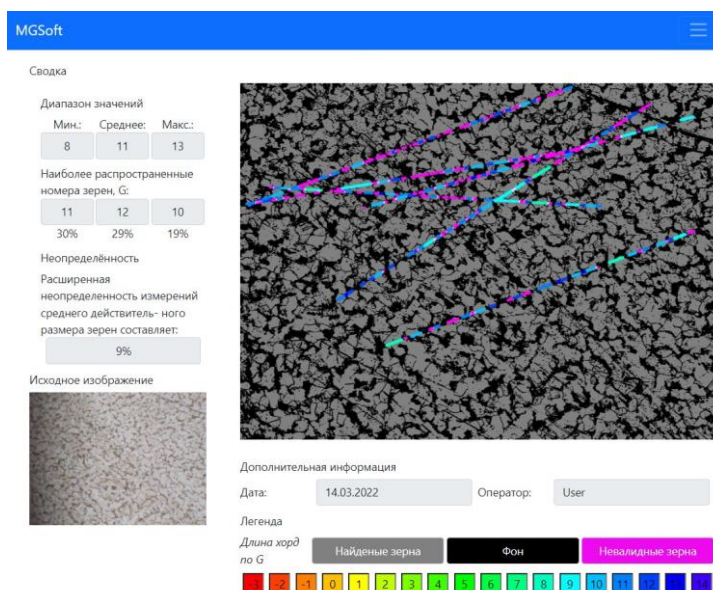 MGSoft
Сводка
Диапазон значений
Мин.: Среднее: Макс.:
8 11 13
Наиболее распространенные
номера зерен, G:
11 12 10
30% 29% 19%
Неопределённость
Расширенная
неопределенность измерений
среднего действитель- ного
размера зерен составляет:
9%
Исходное изображение
Дополнительная информация
Дата: 14.03.2022 Оператор: User
Легенда
Длина хорд
по G
Найденые зерна Фон Невалидные зерна
-3 -2 -1 0 1 2 3 4 5 6 7 8 9 10 11 12 13 14